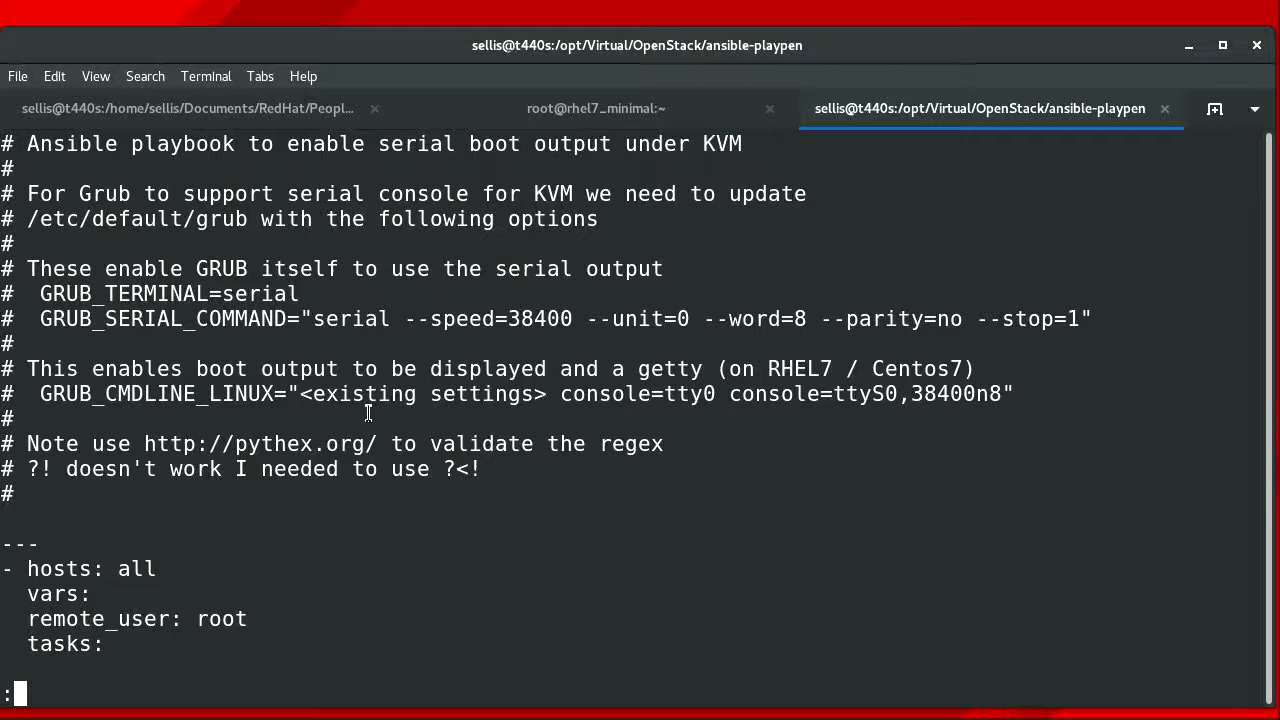 sellis@t440s:/opt/Virtual/OpenStack/ansible-playpen
File Edit View Search Terminal Tabs Help
sellis@t440s:/home/sellis/Documents/RedHat/Peopl... × root@rhel7_minimal:~ × sellis@t440s:/opt/Virtual/OpenStack/ansible-playpen ×
# Ansible playbook to enable serial boot output under KVM
#
# For Grub to support serial console for KVM we need to update
# /etc/default/grub with the following options
#
# These enable GRUB itself to use the serial output
#  GRUB_TERMINAL=serial
#  GRUB_SERIAL_COMMAND="serial --speed=38400 --unit=0 --word=8 --parity=no --stop=1"
#
# This enables boot output to be displayed and a getty (on RHEL7 / Centos7)
#  GRUB_CMDLINE_LINUX="<existing settings> console=tty0 console=ttyS0,38400n8"
#
# Note use http://pythex.org/ to validate the regex
# ?! doesn't work I needed to use ?<!
#
---
- hosts: all
  vars:
  remote_user: root
  tasks:
: